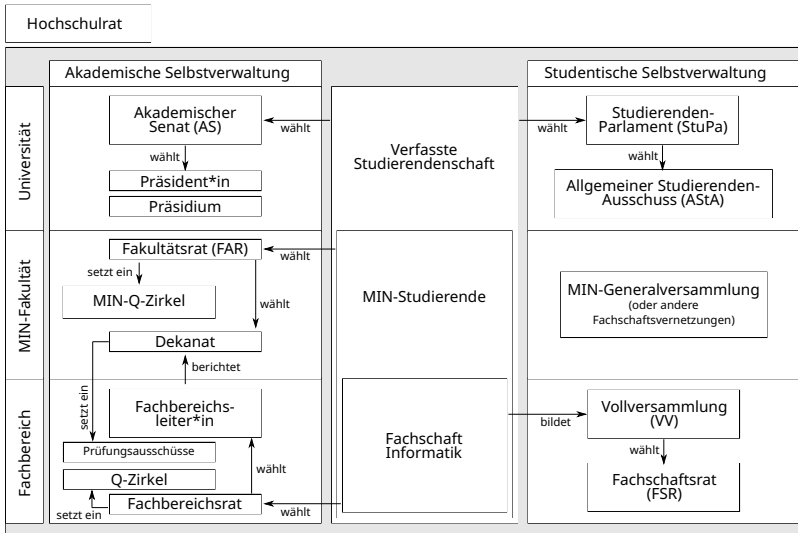 Hochschulrat
Akademische Selbstverwaltung
Studentische Selbstverwaltung
Universität
Akademischer
Senat (AS)
wählt
wählt
Präsident*in
Präsidium
Verfasste
Studierendenschaft
wählt
Studierenden-
Parlament (StuPa)
wählt
Allgemeiner Studierenden-
Ausschuss (AStA)
MIN-Fakultät
Fakultätsrat (FAR)
wählt
setzt ein
MIN-Q-Zirkel
wählt
Dekanat
berichtet
MIN-Studierende
MIN-Generalversammlung
(oder andere
Fachschaftsvernetzungen)
Fachbereich
setzt ein
Fachbereichs-
leiter*in
Prüfungsausschüsse
Q-Zirkel
wählt
Fachbereichsrat
setzt ein
wählt
Fachschaft
Informatik
bildet
Vollversammlung
(VV)
wählt
Fachschaftsrat
(FSR)